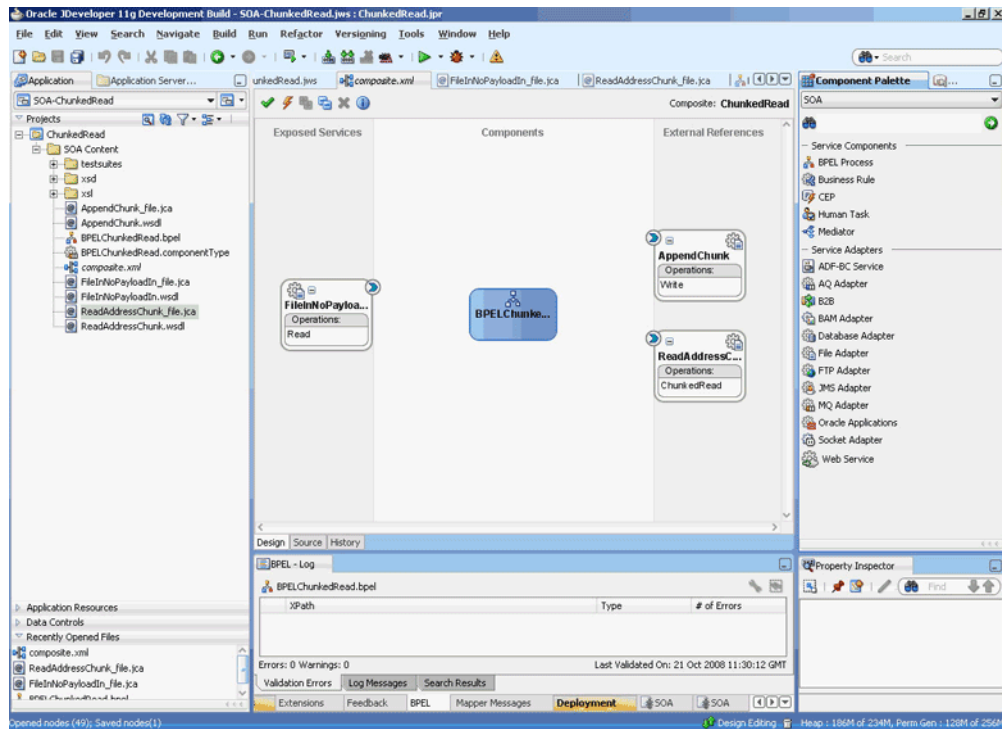 Oracle JDeveloper 11g Development Build - SOA-ChunkedRead.jws : ChunkedRead.jpr
File Edit View Search Navigate Build Run Refactor Versioning Tools Window Help
Search
Application
Application Server...
unkedRead.jws
composite.xml
FileInNoPayloadIn_file.jca
ReadAddressChunk_file.jca
Component Palette
SOA-ChunkedRead
Projects
ChunkedRead
SOA Content
testsuites
xsd
xsl
AppendChunk_file.jca
AppendChunk.wsdl
BPELChunkedRead.bpel
BPELChunkedRead.componentType
composite.xml
FileInNoPayloadIn_file.jca
FileInNoPayloadIn.wsdl
ReadAddressChunk_file.jca
ReadAddressChunk.wsdl
Application Resources
Data Controls
Recently Opened Files
composite.xml
ReadAddressChunk_file.jca
FileInNoPayloadIn_file.jca
BPELChunkedRead.bpel
Composite: ChunkedRead
Exposed Services
Components
External References
FileInNoPayloa...
Operations:
Read
BPELChunke...
AppendChunk
Operations:
Write
ReadAddressC...
Operations:
ChunkedRead
Design Source History
BPEL - Log
BPELChunkedRead.bpel
XPath Type # of Errors
Errors: 0 Warnings: 0
Last Validated On: 21 Oct 2008 11:30:12 GMT
Validation Errors Log Messages Search Results
Extensions Feedback BPEL Mapper Messages Deployment SOA SOA
SOA
Service Components
BPEL Process
Business Rule
CEP
Human Task
Mediator
Service Adapters
ADF-BC Service
AQ Adapter
B2B
BAM Adapter
Database Adapter
File Adapter
FTP Adapter
JMS Adapter
MQ Adapter
Oracle Applications
Socket Adapter
Web Service
Property Inspector
Find
Opened nodes (49); Saved nodes(1)
Design Editing
Heap : 186M of 234M, Perm Gen : 128M of 256M